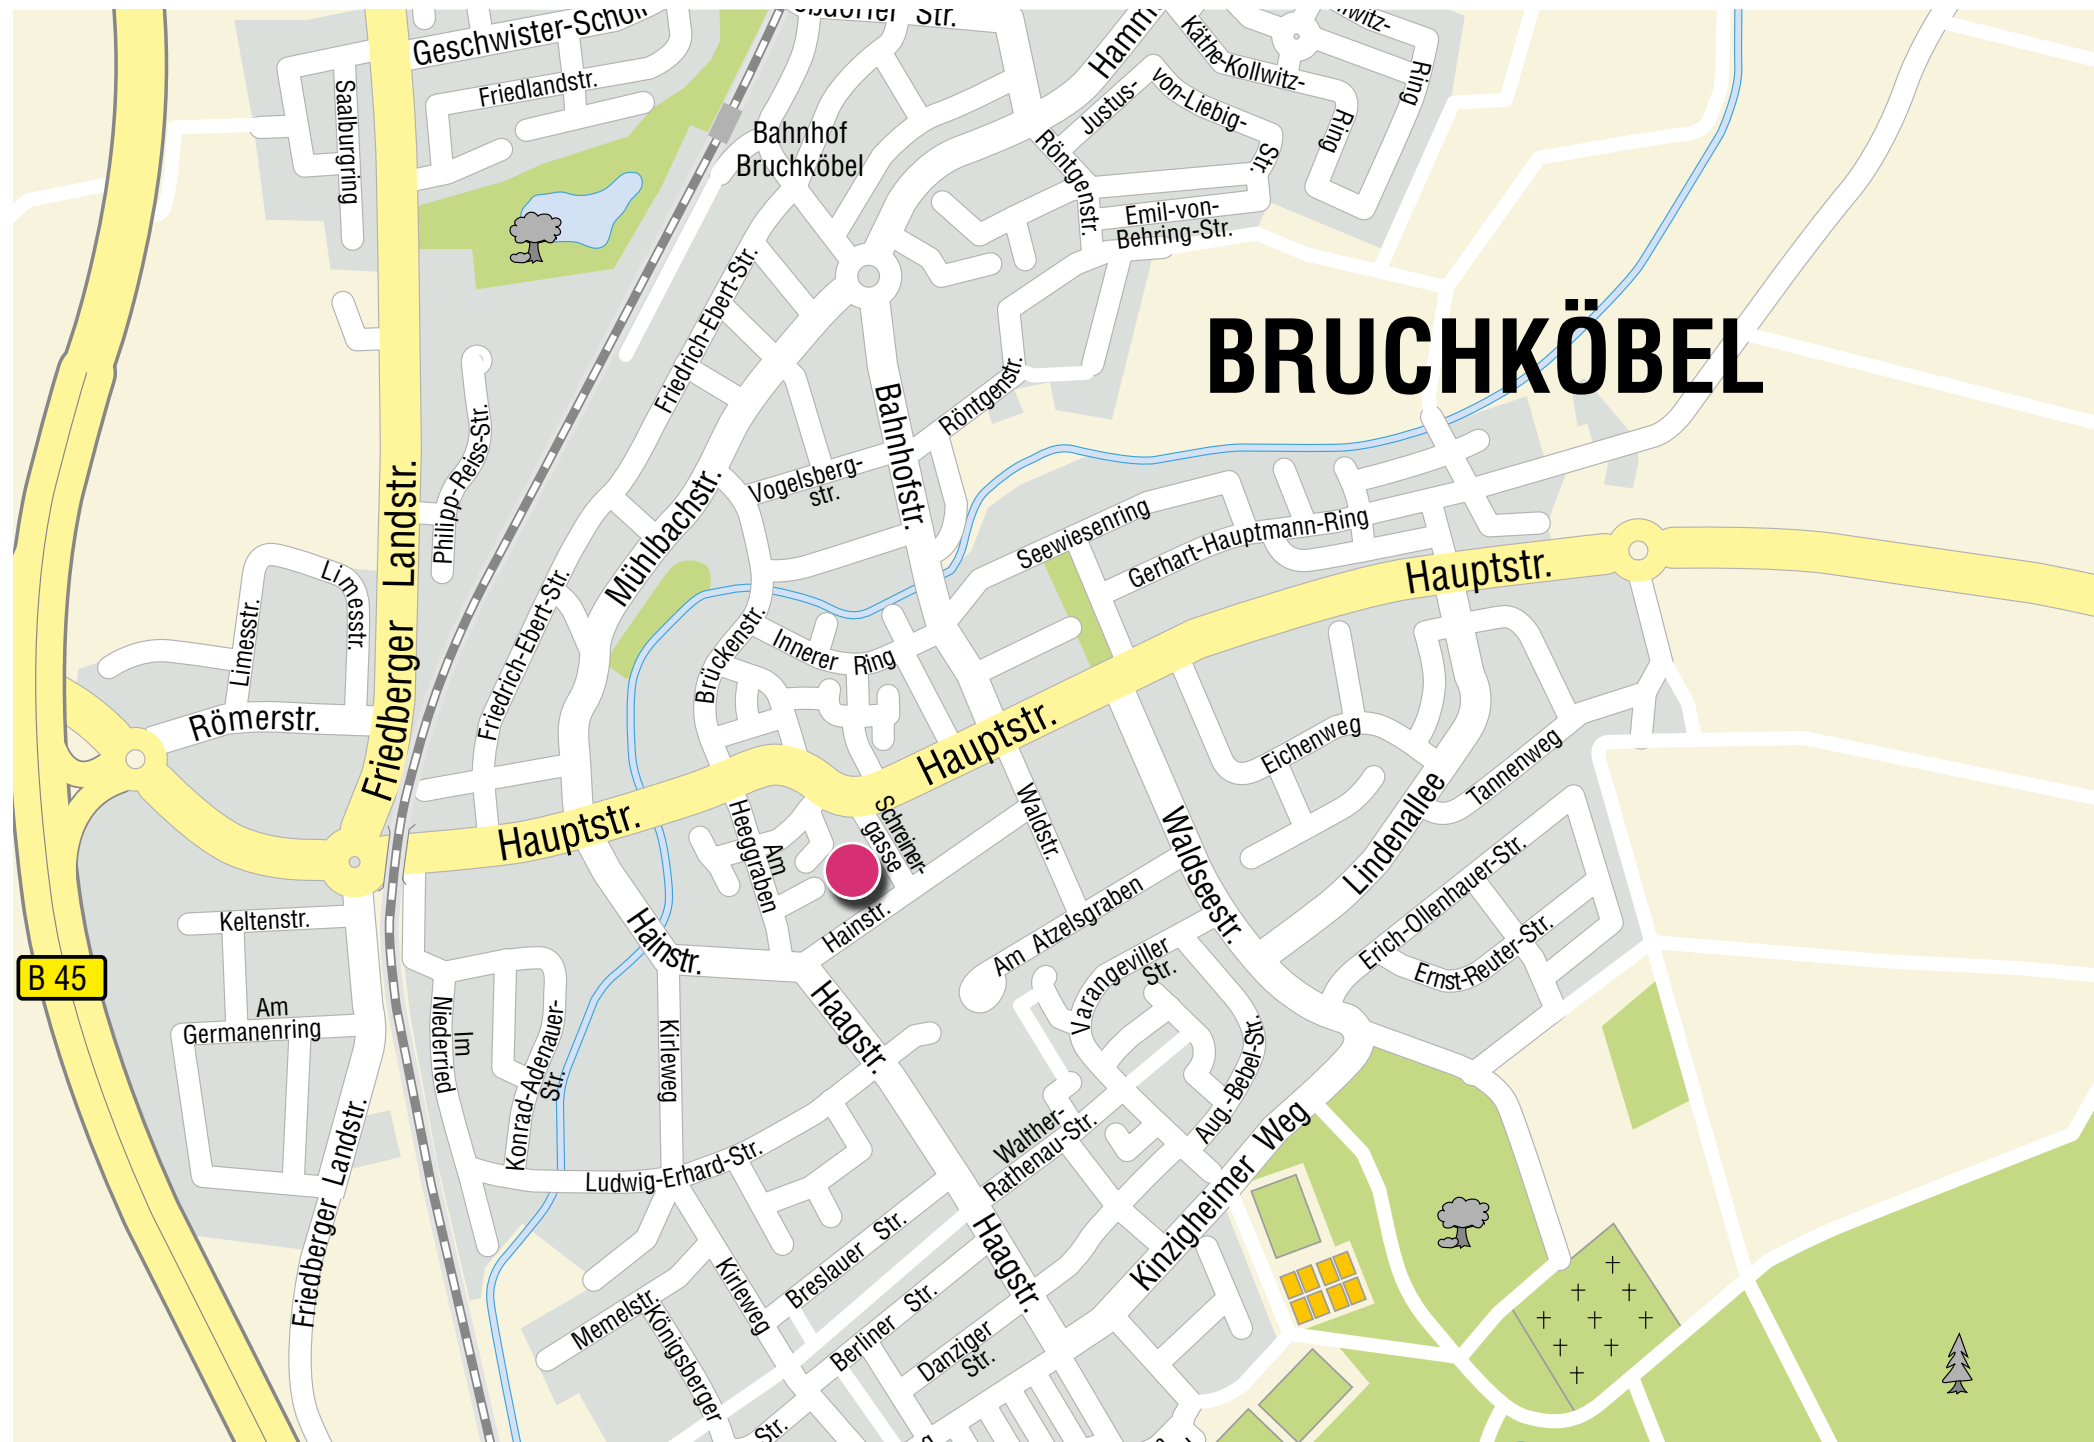 Geschwister-Scholl
Str.
Hamm
Käthe-Kollwitz-
Ring
Ring
Friedlandstr.
Saalburgring
Bahnhof
Bruchköbel
Justus-
von-Liebig-
Str.
Röntgenstr.
Emil-von-
Behring-Str.
BRUCHKÖBEL
Friedrich-Ebert-Str.
Philipp-Reiss-Str.
Friedberger Landstr.
Bahnhofstr.
Röntgenstr.
Vogelsberg-
str.
Mühlbachstr.
Seewiesenring
Gerhart-Hauptmann-Ring
Hauptstr.
Limesstr.
Limesstr.
Römerstr.
Friedrich-Ebert-Str.
Brückenstr.
Innerer Ring
Hauptstr.
Eichenweg
Tannenweg
Lindenallee
Hauptstr.
Heeggraben
Am
Schreiner-
gasse
Waldstr.
Waldseestr.
Hainstr.
Hainstr.
Am Atzelsgraben
Erich-Ollenhauer-Str.
Ernst-Reuter-Str.
Varangeviller
Str.
Keltenstr.
B 45
Am
Germanenring
Im
Niederried
Konrad-Adenauer-
Str.
Kirleweg
Haagstr.
Aug.-Bebel-Str.
Walther-
Rathenau-Str.
Kinzigheimer Weg
Friedberger Landstr.
Ludwig-Erhard-Str.
Breslauer Str.
Haagstr.
Kirleweg
Memelstr.
Königsberger
Str.
Berliner Str.
Danziger
Str.